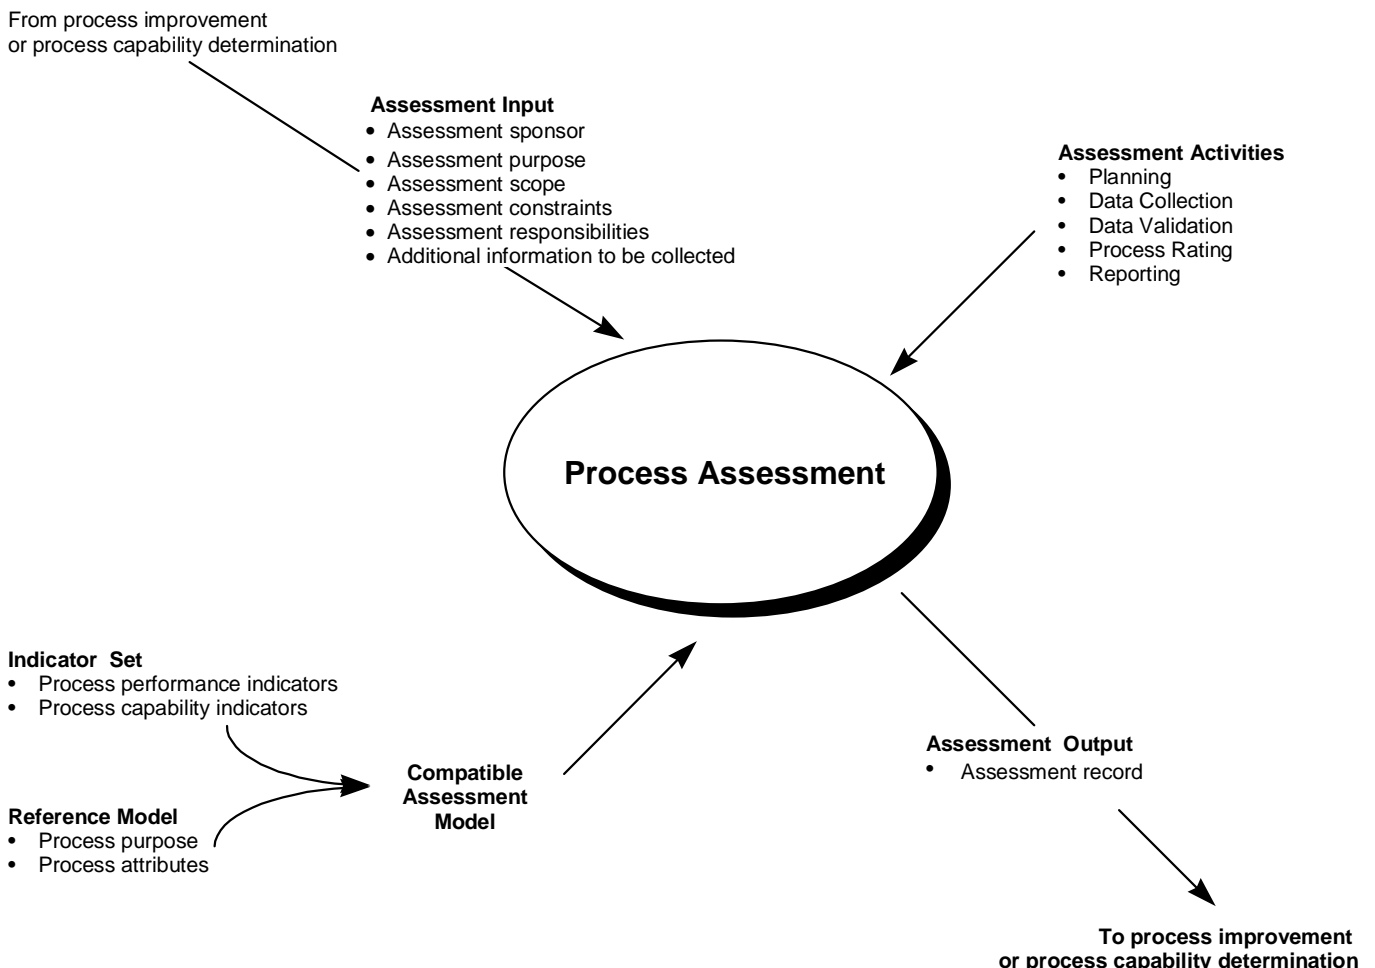 From process improvement
or process capability determination
Assessment Input
• Assessment sponsor
• Assessment purpose
• Assessment scope
• Assessment constraints
• Assessment responsibilities
• Additional information to be collected
Assessment Activities
• Planning
• Data Collection
• Data Validation
• Process Rating
• Reporting
Process Assessment
Indicator Set
• Process performance indicators
• Process capability indicators
Compatible
Assessment
Model
Reference Model
• Process purpose
• Process attributes
Assessment Output
• Assessment record
To process improvement
or process capability determination